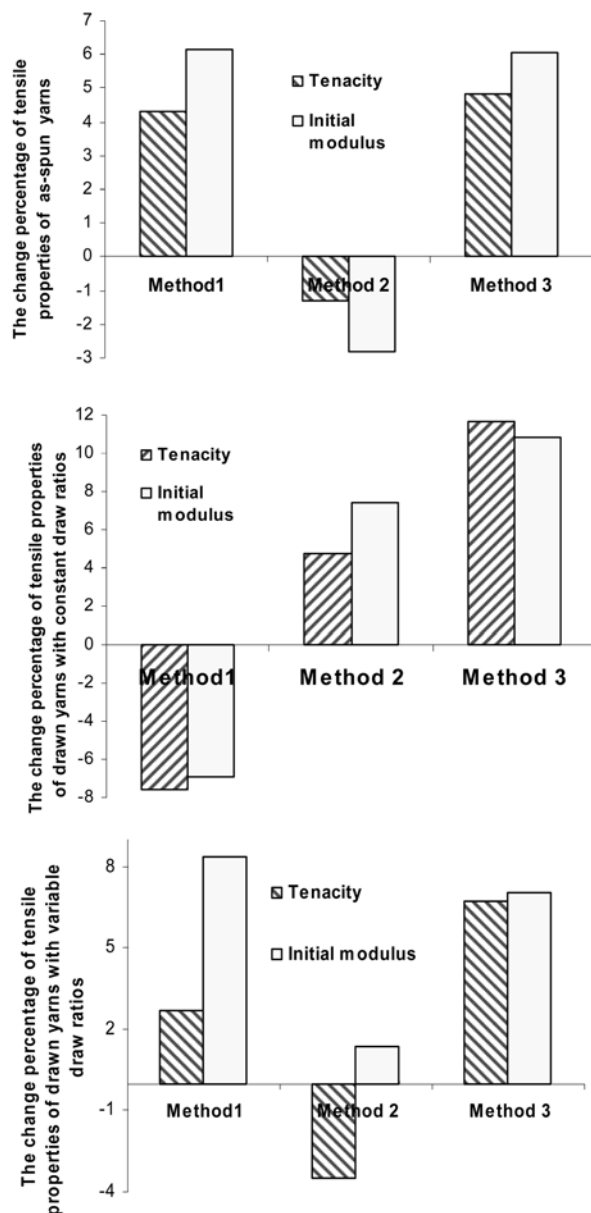 The change percentage of tensile
properties of as-spun yarns
7
6
5
4
3
2
1
0
-1
-2
-3
Tenacity
Initial
modulus
Method1
Method 2
Method 3
The change percentage of tensile properties
of drawn yarns with constant draw ratios
12
10
8
6
4
2
0
-2
-4
-6
-8
Tenacity
Initial
modulus
Method1
Method 2
Method 3
The change percentage of tensile
properties of drawn yarns with variable
draw ratios
8
5
2
-1
-4
Tenacity
Initial modulus
Method1
Method 2
Method 3